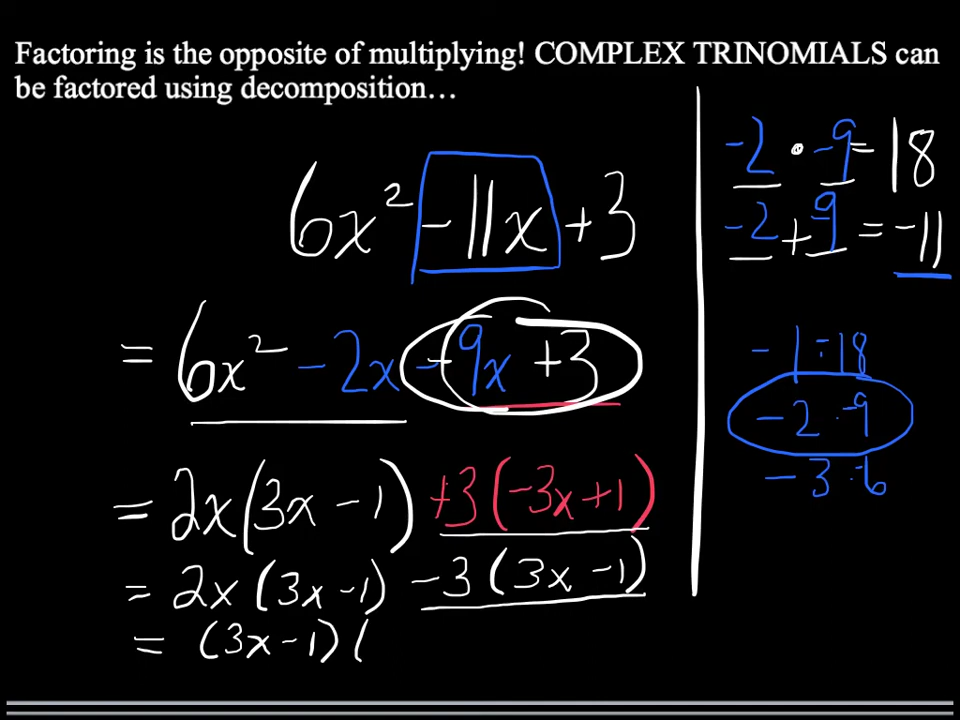 Factoring is the opposite of multiplying! COMPLEX TRINOMIALS can
be factored using decomposition…
6x² - 11x + 3
= 6x² - 2x - 9x + 3
= 2x(3x - 1) + 3(-3x + 1)
= 2x(3x - 1) - 3(3x - 1)
= (3x - 1)(
-2 · -9 = 18
-2 + -9 = -11
-1 · -18
-2 · -9
-3 · -6